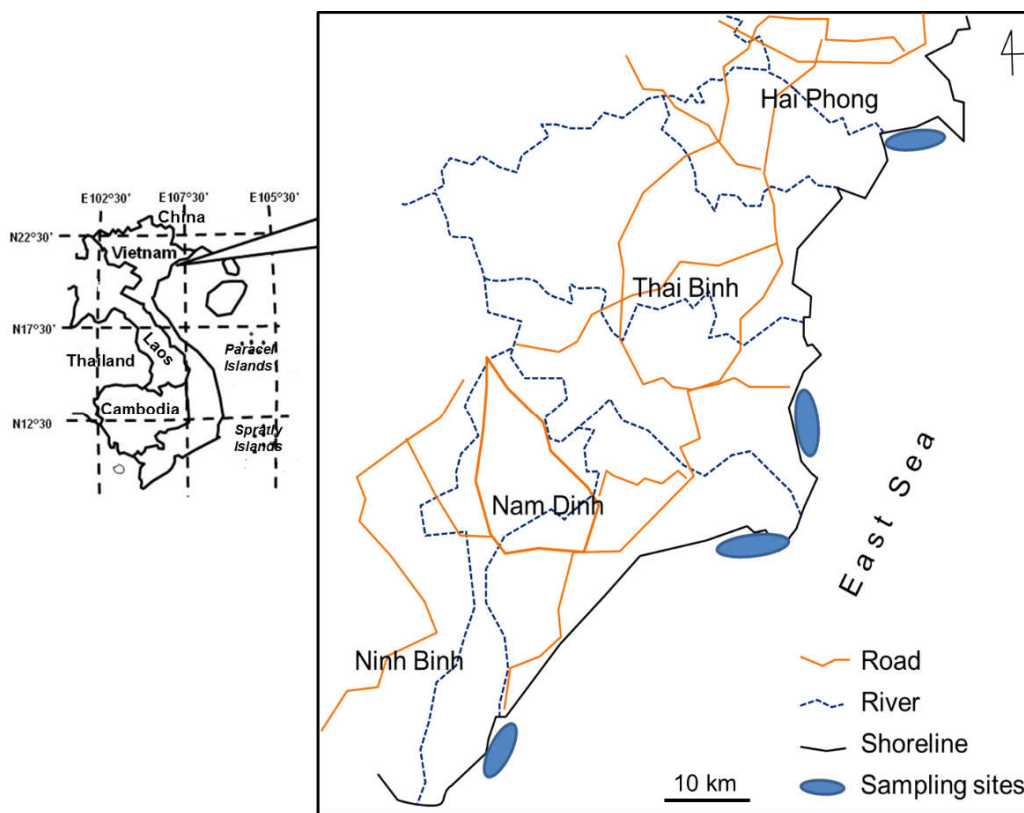 E102°30’
E107°30’
E105°30’
China
N22°30’
Vietnam
N17°30’
Laos
Thailand
Paracel
Islands
Cambodia
N12°30
Spratly
Islands
4
Hai Phong
Thai Binh
Nam Dinh
Ninh Binh
East Sea
Road
River
Shoreline
Sampling sites
10 km